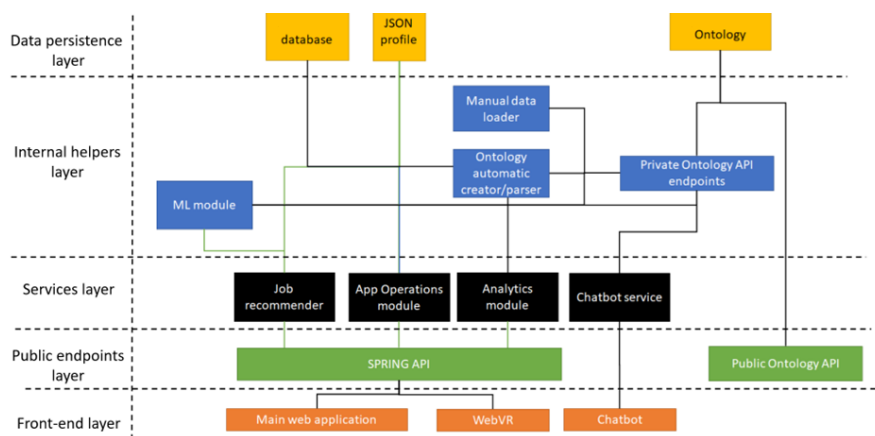 Data persistence
layer
database
JSON
profile
Ontology
Internal helpers
layer
Manual data
loader
Ontology
automatic
creator/parser
Private Ontology API
endpoints
ML module
Services layer
Job
recommender
App Operations
module
Analytics
module
Chatbot service
Public endpoints
layer
SPRING API
Public Ontology API
Front-end layer
Main web application
WebVR
Chatbot